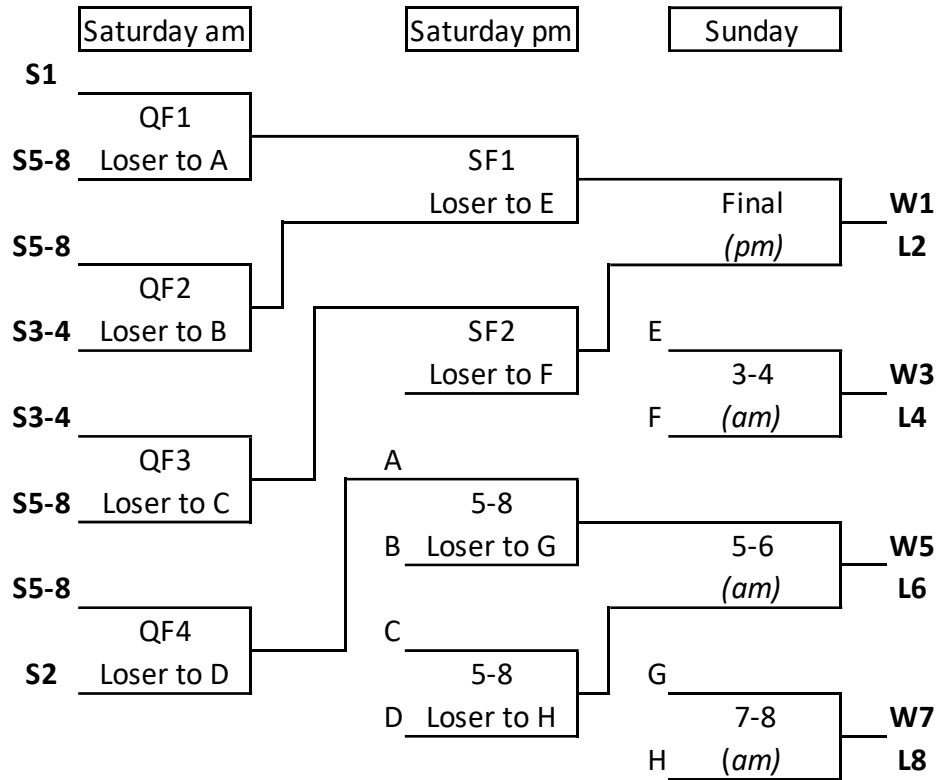 Saturday am
Saturday pm
Sunday
S1
QF1
S5-8
Loser to A
SF1
Loser to E
Final
W1
S5-8
(pm)
L2
QF2
S3-4
Loser to B
SF2
E
Loser to F
3-4
W3
S3-4
F
(am)
L4
QF3
A
S5-8
Loser to C
5-8
B
Loser to G
5-6
W5
S5-8
(am)
L6
QF4
C
S2
Loser to D
5-8
G
D
Loser to H
7-8
W7
H
(am)
L8